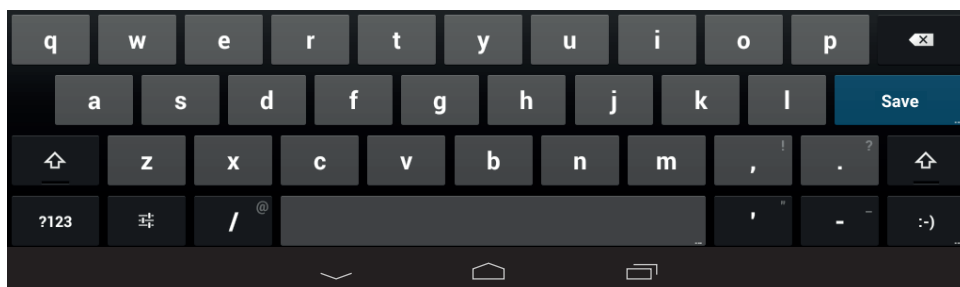 q w e r t y u i o p
a s d f g h j k l Save
z x c v b n m , ! . ?
?123 / @ ' " - _ :-)